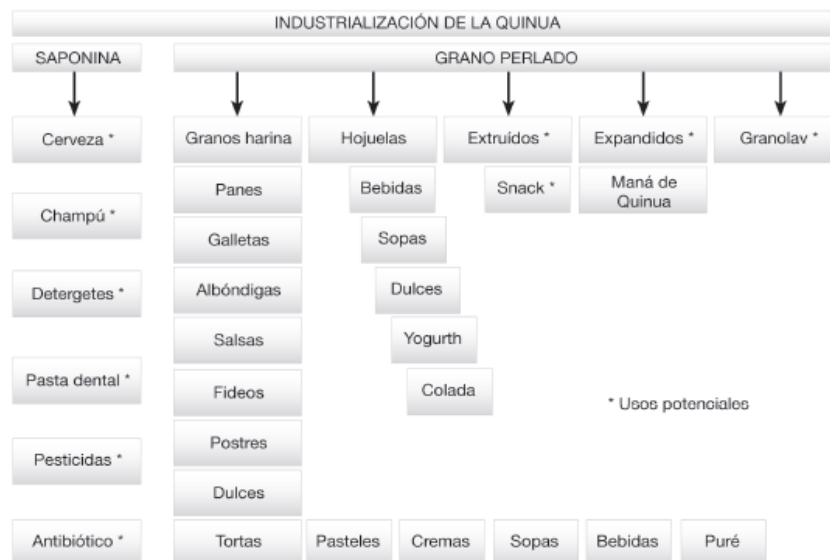 INDUSTRIALIZACIÓN DE LA QUINUA
SAPONINA
GRANO PERLADO
Cerveza *
Granos harina
Hojuelas
Extruídos *
Expandidos *
Granolav *
Champú *
Panes
Bebidas
Snack *
Maná de
Quinua
Galletas
Sopas
Detergetes *
Albóndigas
Dulces
Salsas
Yogurth
Pasta dental *
Fideos
Colada
* Usos potenciales
Pesticidas *
Postres
Dulces
Antibiótico *
Tortas
Pasteles
Cremas
Sopas
Bebidas
Puré